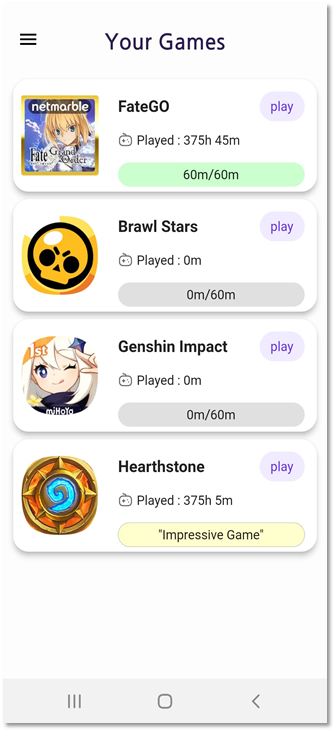 Your Games
netmarble
Fate
Grand
Order
FateGO
play
Played : 375h 45m
60m/60m
Brawl Stars
play
Played : 0m
0m/60m
1st
miHoYo
Genshin Impact
play
Played : 0m
0m/60m
Hearthstone
play
Played : 375h 5m
"Impressive Game"